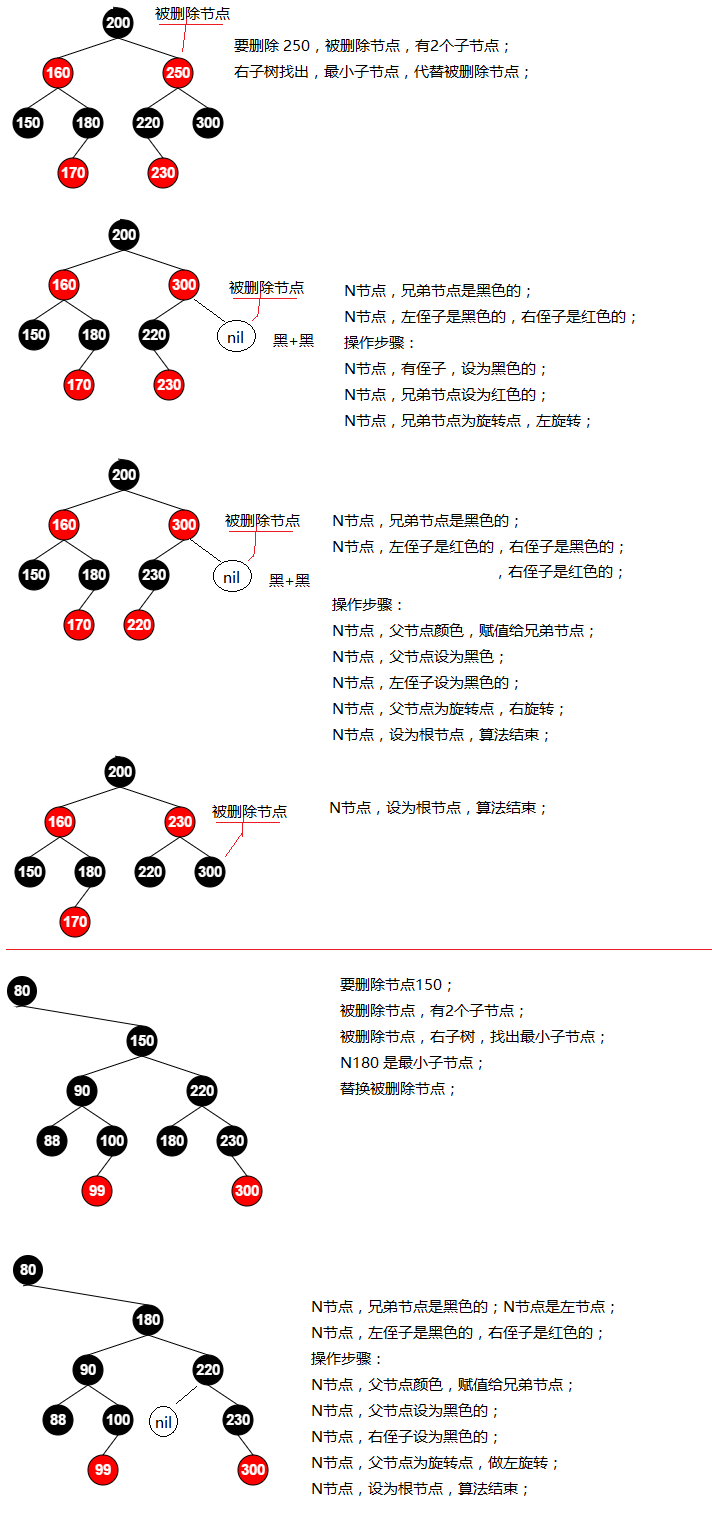 被删除节点
200
要删除 250，被删除节点，有2个子节点；
右子树找出，最小子节点，代替被删除节点；
160
250
150
180
220
300
170
230
200
160
300
被删除节点
150
180
220
nil
黑+黑
170
230
N节点，兄弟节点是黑色的；
N节点，左侄子是黑色的，右侄子是红色的；
操作步骤：
N节点，有侄子，设为黑色的；
N节点，兄弟节点设为红色的；
N节点，兄弟节点为旋转点，左旋转；
200
160
300
被删除节点
150
180
230
nil
黑+黑
170
220
N节点，兄弟节点是黑色的；
N节点，左侄子是红色的，右侄子是黑色的；
，右侄子是红色的；
操作步骤：
N节点，父节点颜色，赋值给兄弟节点；
N节点，父节点设为黑色；
N节点，左侄子设为黑色的；
N节点，父节点为旋转点，右旋转；
N节点，设为根节点，算法结束；
200
160
230
被删除节点
N节点，设为根节点，算法结束；
150
180
220
300
170
80
150
90
220
88
100
180
230
99
300
要删除节点150；
被删除节点，有2个子节点；
被删除节点，右子树，找出最小子节点；
N180 是最小子节点；
替换被删除节点；
80
180
90
220
88
100
nil
230
99
300
N节点，兄弟节点是黑色的；N节点是左节点；
N节点，左侄子是黑色的，右侄子是红色的；
操作步骤：
N节点，父节点颜色，赋值给兄弟节点；
N节点，父节点设为黑色的；
N节点，右侄子设为黑色的；
N节点，父节点为旋转点，做左旋转；
N节点，设为根节点，算法结束；